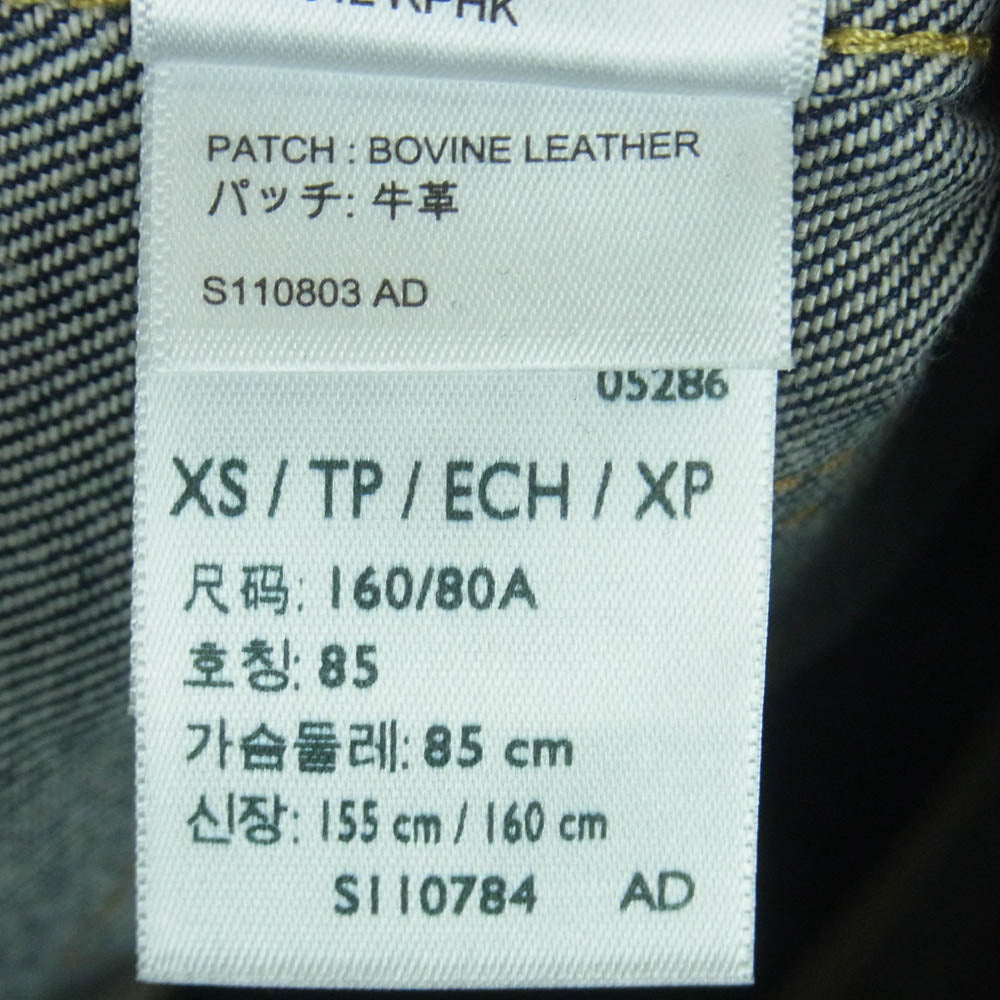 PATCH : BOVINE LEATHER
パッチ: 牛革
S110803 AD
05286
XS / TP / ECH / XP
尺码: 160/80A
호칭: 85
가슴둘레: 85 cm
신장: 155 cm / 160 cm
S110784 AD